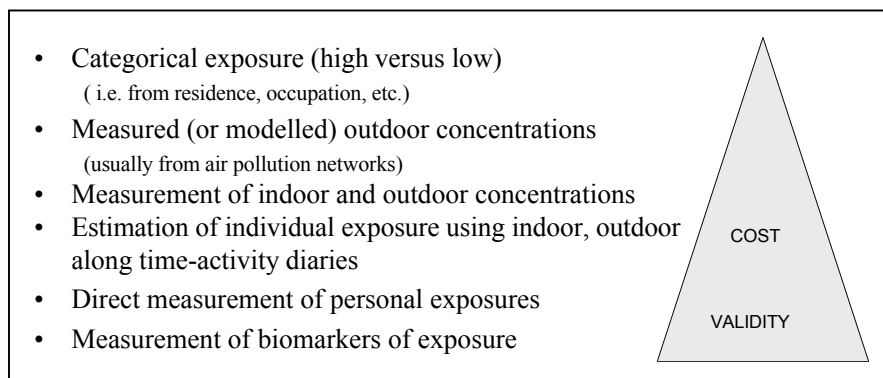 • Categorical exposure (high versus low)
( i.e. from residence, occupation, etc.)
• Measured (or modelled) outdoor concentrations
(usually from air pollution networks)
• Measurement of indoor and outdoor concentrations
• Estimation of individual exposure using indoor, outdoor
along time-activity diaries
• Direct measurement of personal exposures
• Measurement of biomarkers of exposure
COST
VALIDITY